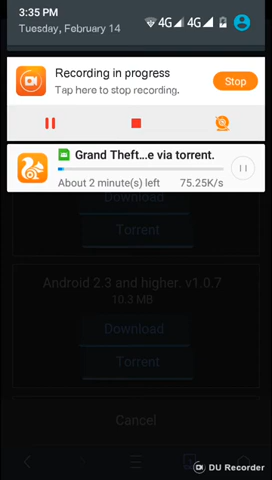 3:35 PM
4G 4G
Tuesday, February 14
Recording in progress
Stop
Tap here to stop recording.
Grand Theft...e via torrent.
About 2 minute(s) left 75.25K/s
Download
Torrent
Android 2.3 and higher. v1.0.7
10.3 MB
Download
Torrent
Cancel
DU Recorder